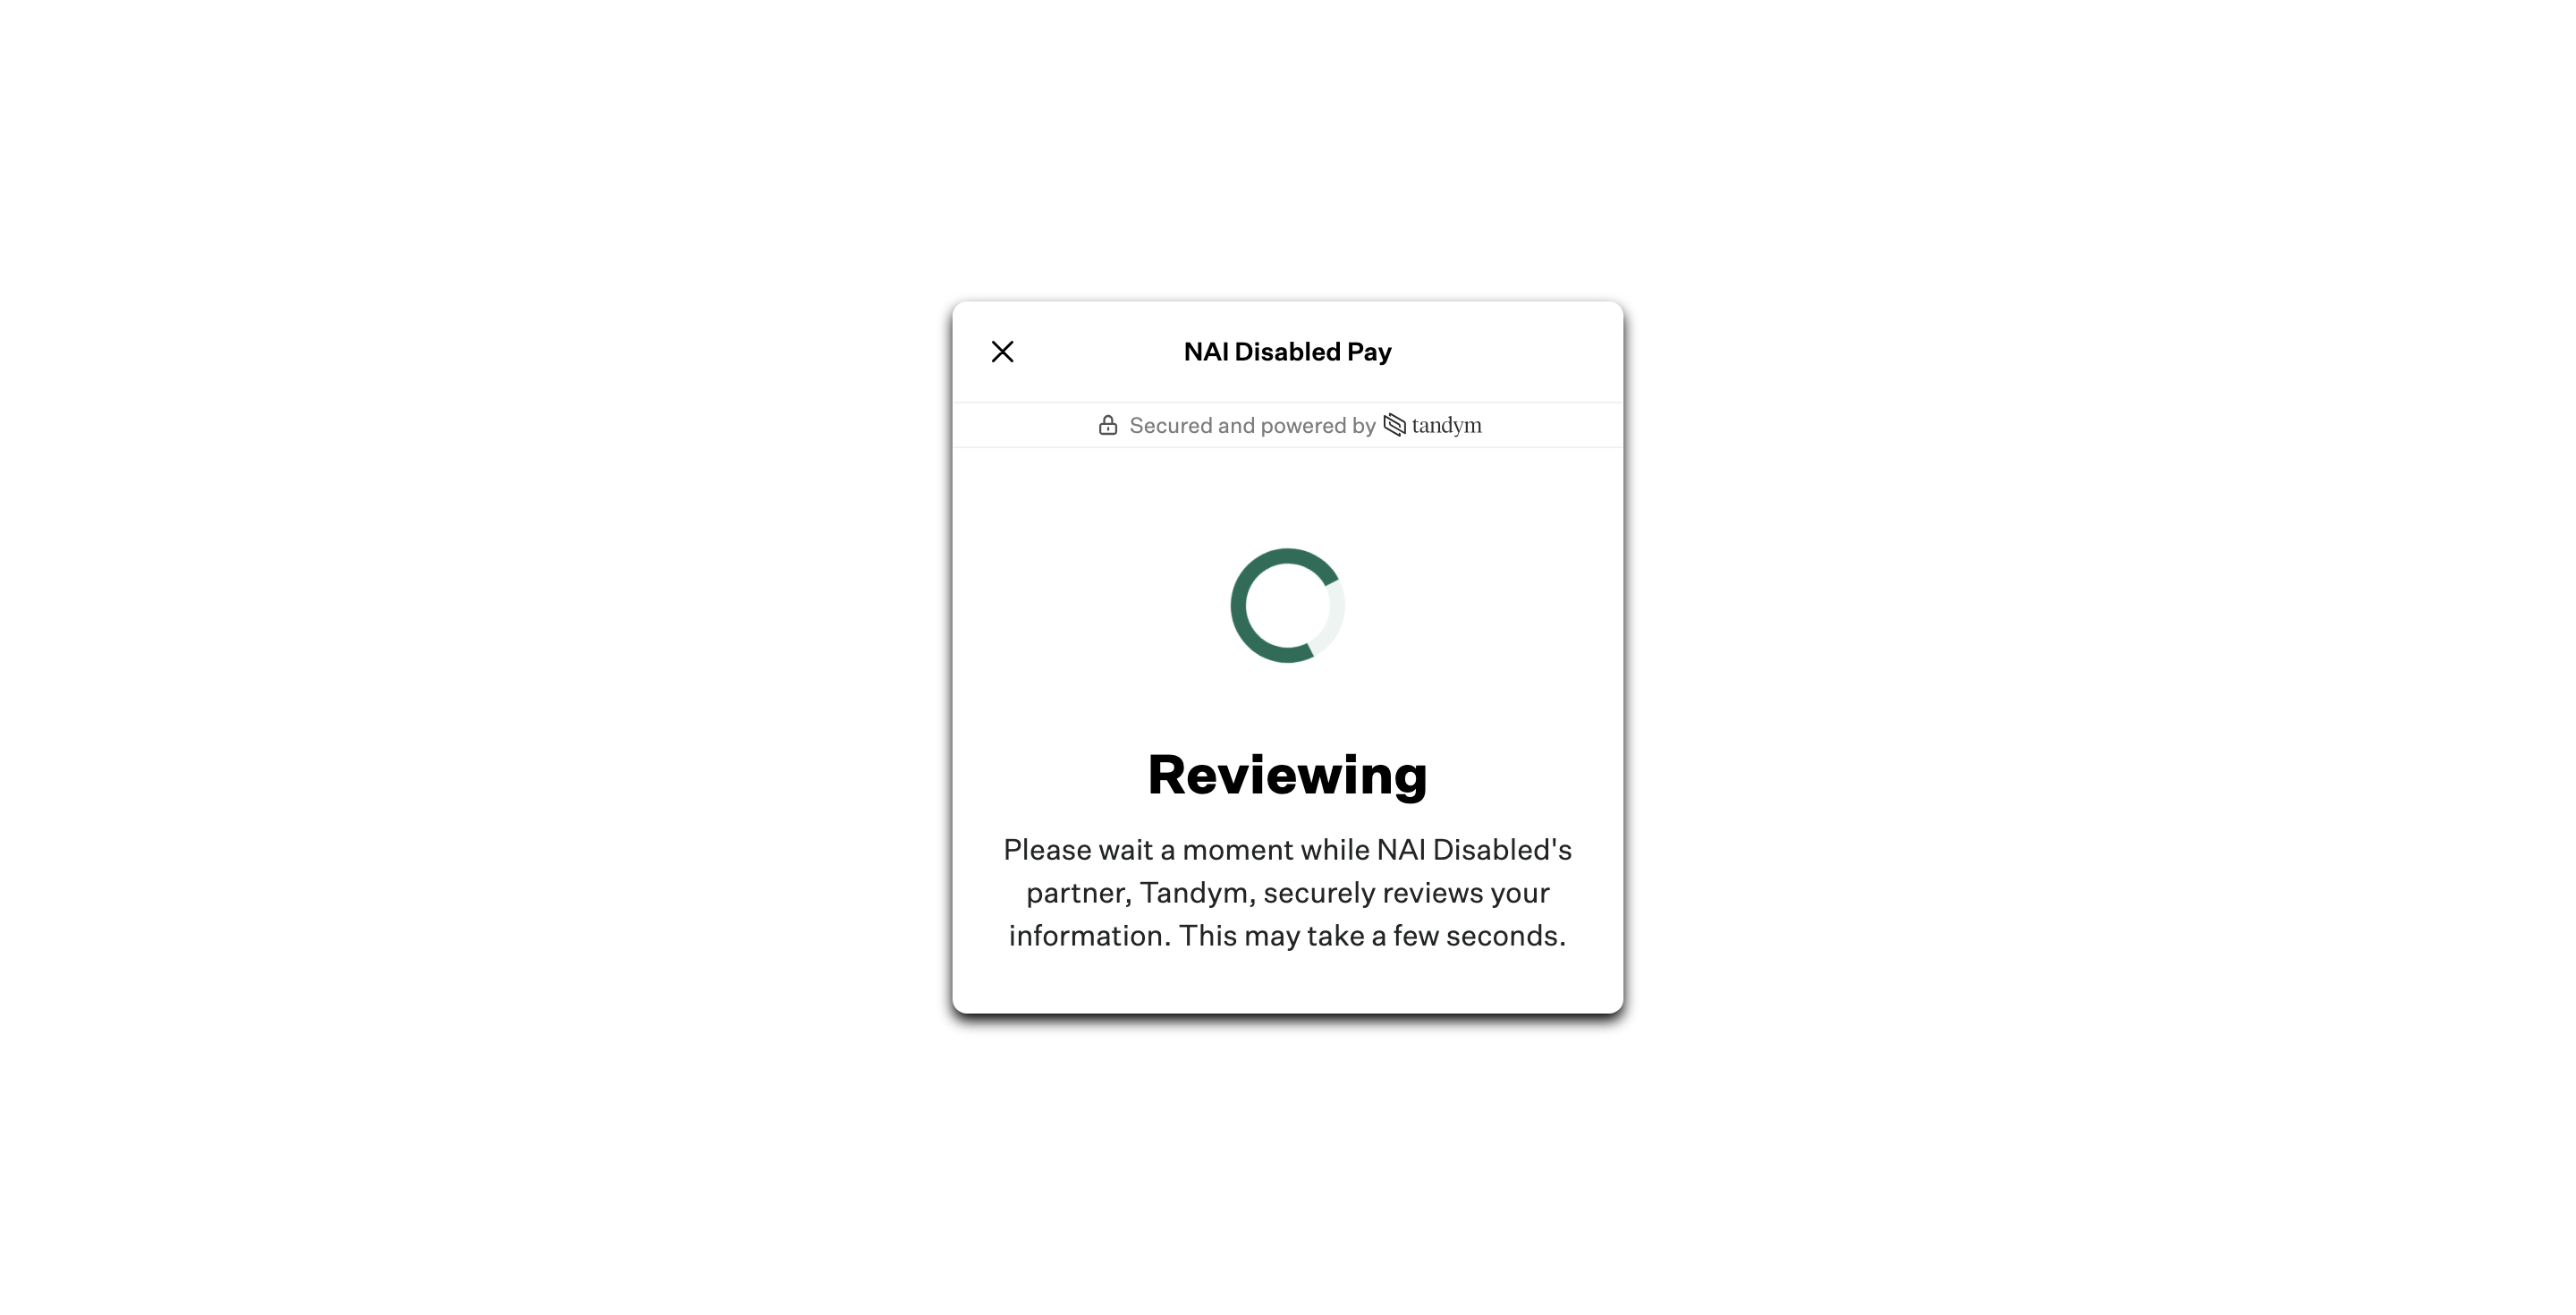 NAI Disabled Pay
Secured and powered by tandym
Reviewing
Please wait a moment while NAI Disabled's
partner, Tandym, securely reviews your
information. This may take a few seconds.